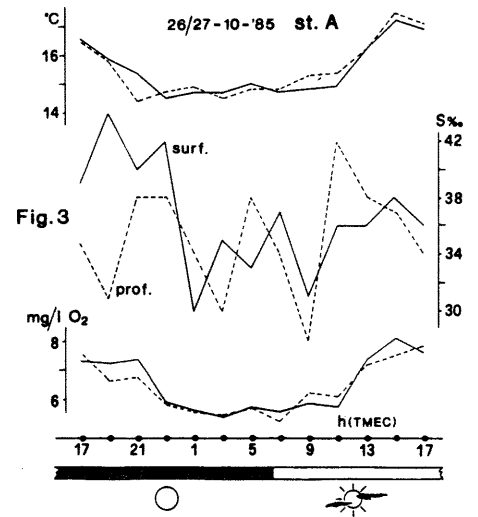 °C
26/27-10-'85 st. A
16
14
S‰
42
surf.
38
Fig.3
34
prof.
30
mg/l O₂
8
6
h(TMEC)
17 21 1 5 9 13 17